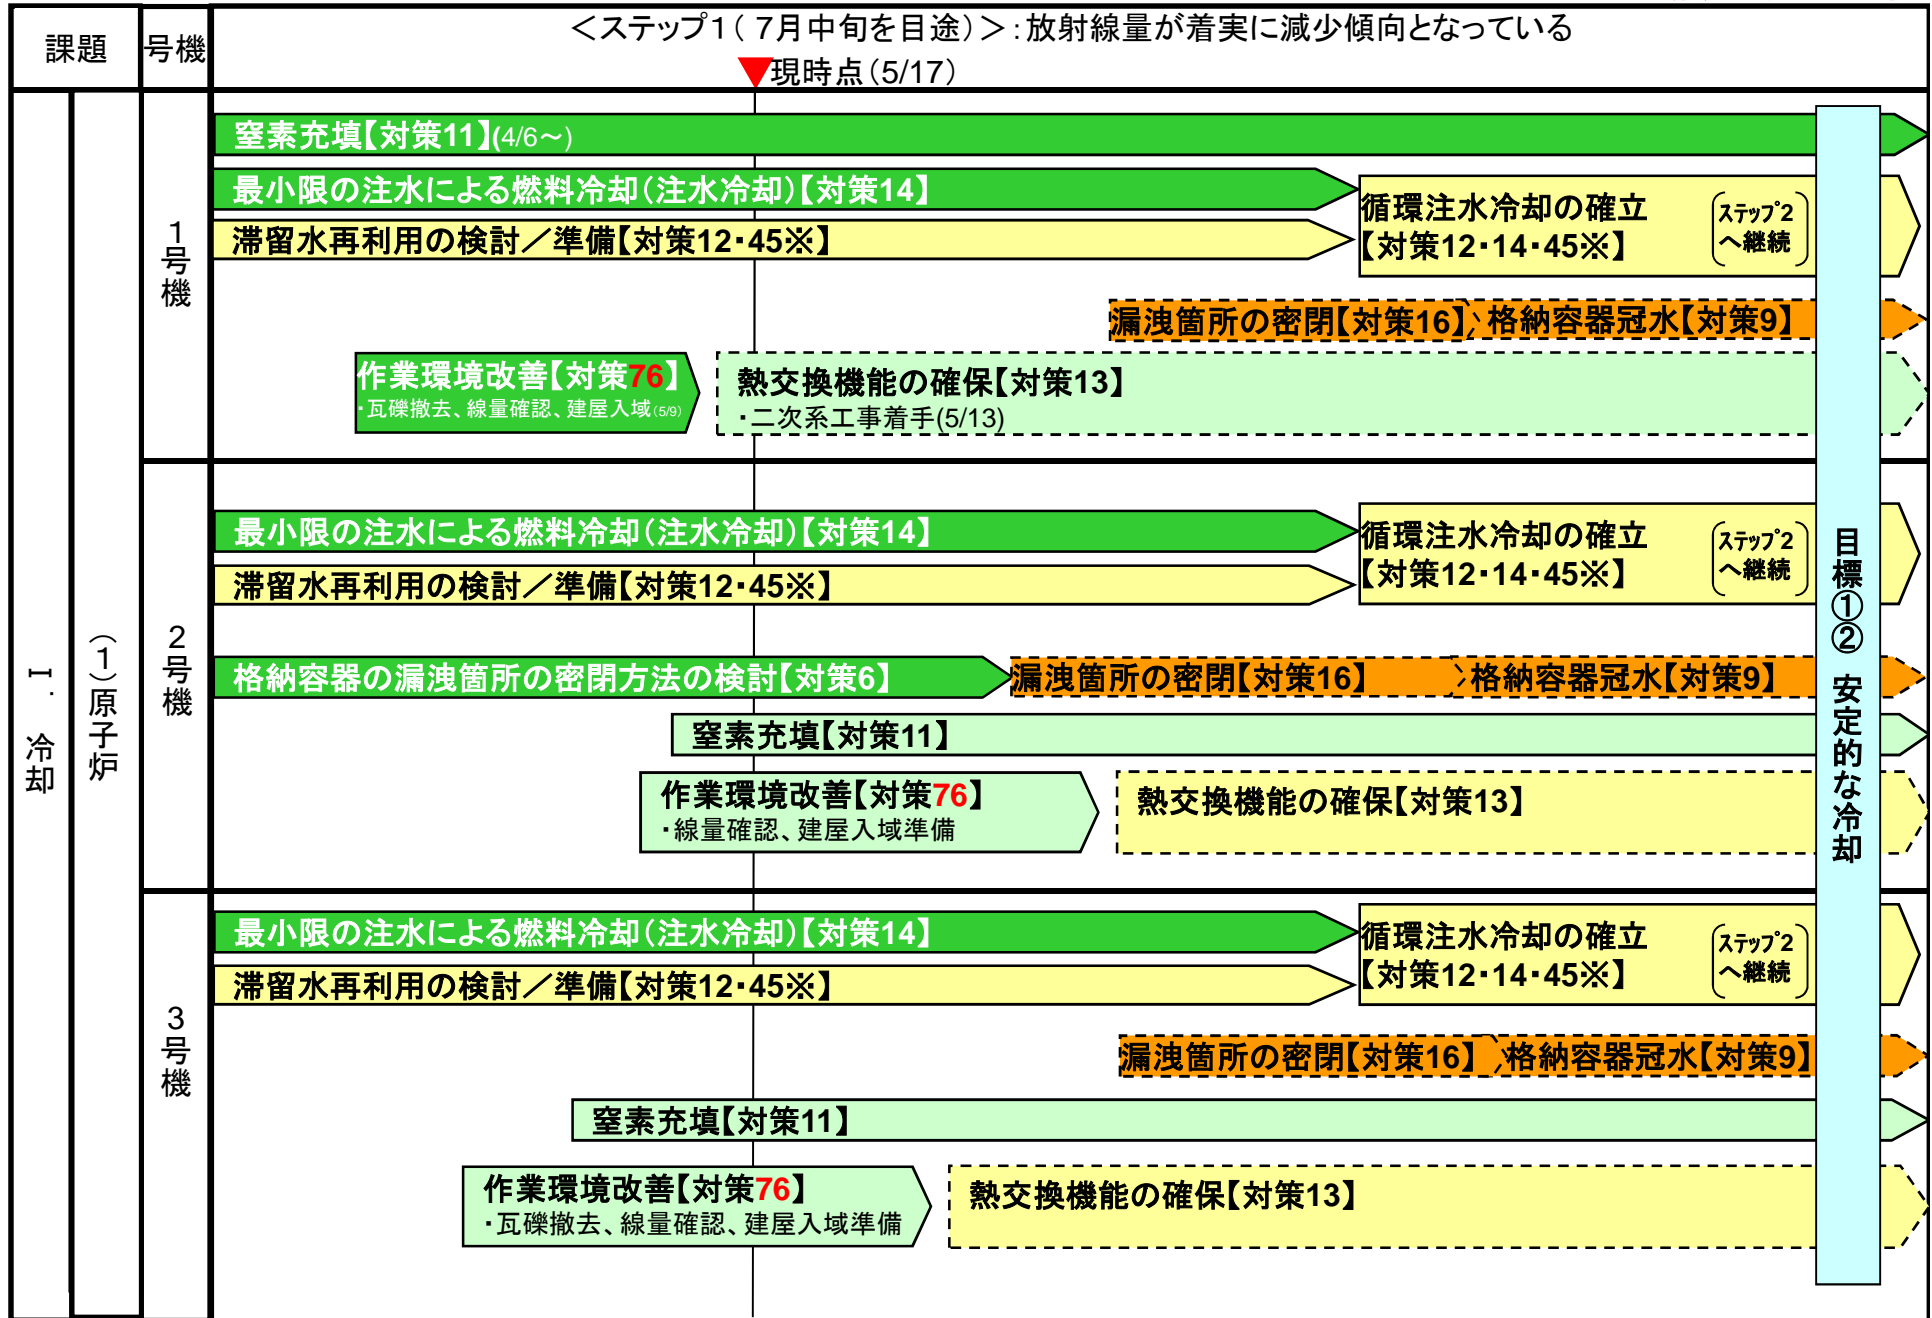 課題
号機
＜ステップ1（7月中旬を目途）＞：放射線量が着実に減少傾向となっている
現時点（5/17）
Ⅰ．冷却
（1）原子炉
1号機
窒素充填【対策11】(4/6～)
最小限の注水による燃料冷却（注水冷却）【対策14】
滞留水再利用の検討／準備【対策12・45※】
循環注水冷却の確立
【対策12・14・45※】
ｽﾃｯﾌﾟ2
へ継続
漏洩箇所の密閉【対策16】
格納容器冠水【対策9】
作業環境改善【対策76】
・瓦礫撤去、線量確認、建屋入域(5/9)
熱交換機能の確保【対策13】
・二次系工事着手(5/13)
2号機
最小限の注水による燃料冷却（注水冷却）【対策14】
滞留水再利用の検討／準備【対策12・45※】
循環注水冷却の確立
【対策12・14・45※】
ｽﾃｯﾌﾟ2
へ継続
格納容器の漏洩箇所の密閉方法の検討【対策6】
漏洩箇所の密閉【対策16】
格納容器冠水【対策9】
窒素充填【対策11】
作業環境改善【対策76】
・線量確認、建屋入域準備
熱交換機能の確保【対策13】
目標①② 安定的な冷却
3号機
最小限の注水による燃料冷却（注水冷却）【対策14】
滞留水再利用の検討／準備【対策12・45※】
循環注水冷却の確立
【対策12・14・45※】
ｽﾃｯﾌﾟ2
へ継続
漏洩箇所の密閉【対策16】
格納容器冠水【対策9】
窒素充填【対策11】
作業環境改善【対策76】
・瓦礫撤去、線量確認、建屋入域準備
熱交換機能の確保【対策13】